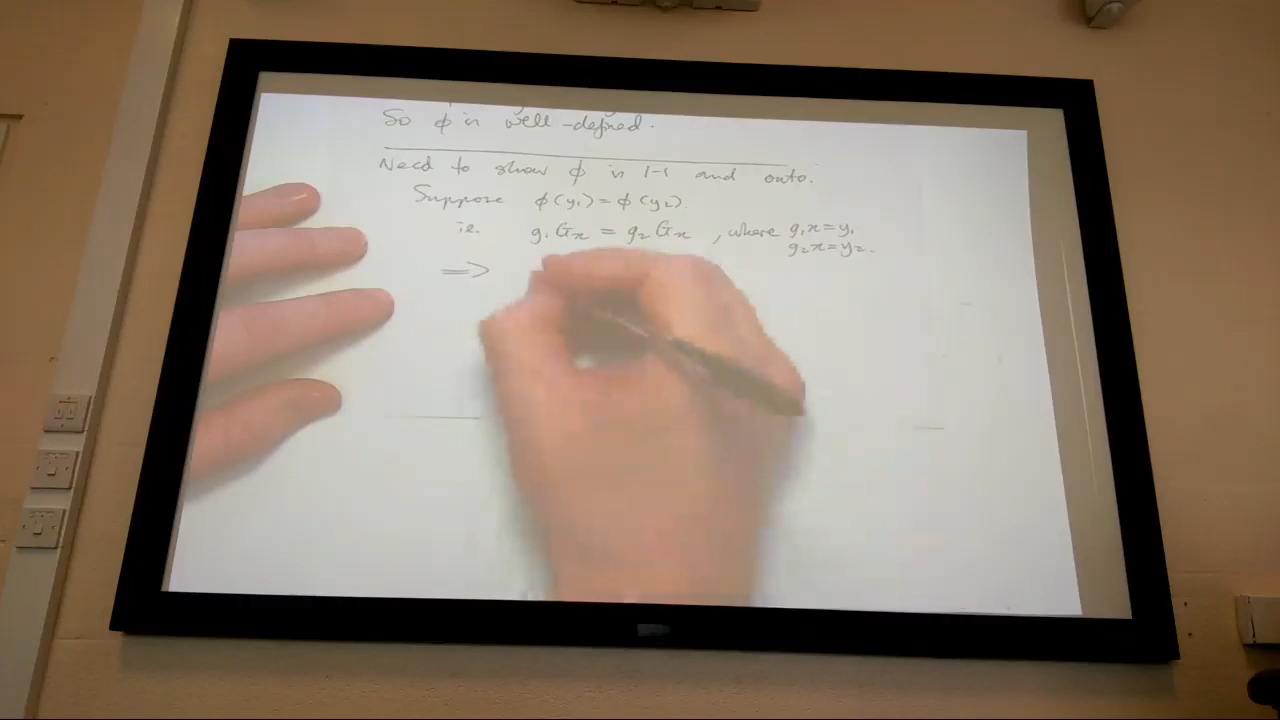 So ϕ is well-defined.
Need to show ϕ is 1-1 and onto.
Suppose ϕ(y₁) = ϕ(y₂).
i.e. g₁Gₓ = g₂Gₓ, where g₁x = y₁
g₂x = y₂.
⟹